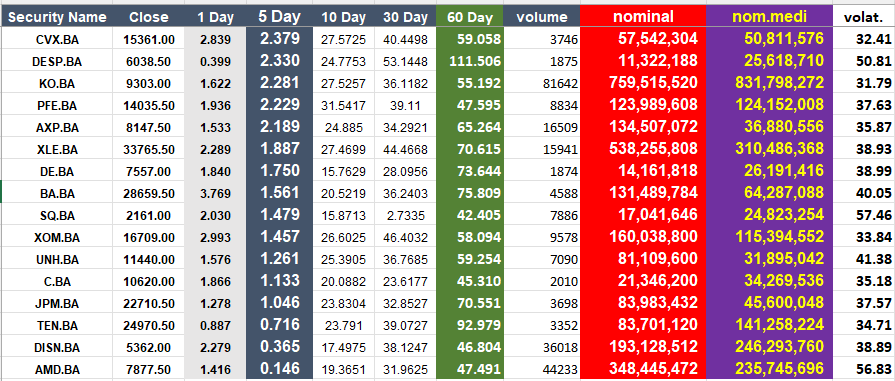 Security Name Close 1 Day 5 Day 10 Day 30 Day 60 Day volume nominal nom.medi volat.
CVX.BA 15361.00 2.839 2.379 27.5725 40.4498 59.058 3746 57,542,304 50,811,576 32.41
DESP.BA 6038.50 0.399 2.330 24.7753 53.1448 111.506 1875 11,322,188 25,618,710 50.81
KO.BA 9303.00 1.622 2.281 27.5257 36.1182 55.192 81642 759,515,520 831,798,272 31.79
PFE.BA 14035.50 1.936 2.229 31.5417 39.11 47.595 8834 123,989,608 124,152,008 37.63
AXP.BA 8147.50 1.533 2.189 24.885 34.2921 65.264 16509 134,507,072 36,880,556 35.87
XLE.BA 33765.50 2.289 1.887 27.4699 44.4668 70.615 15941 538,255,808 310,486,368 38.93
DE.BA 7557.00 1.840 1.750 15.7629 28.0956 73.644 1874 14,161,818 26,191,416 38.99
BA.BA 28659.50 3.769 1.561 20.5219 36.2403 75.809 4588 131,489,784 64,287,088 40.05
SQ.BA 2161.00 2.030 1.479 15.8713 2.7335 42.405 7886 17,041,646 24,823,254 57.46
XOM.BA 16709.00 2.993 1.457 26.6025 46.4032 58.094 9578 160,038,800 115,394,552 33.84
UNH.BA 11440.00 1.576 1.261 25.3905 36.7685 59.254 7090 81,109,600 31,895,042 41.38
C.BA 10620.00 1.866 1.133 20.0882 23.6177 45.310 2010 21,346,200 34,269,536 35.18
JPM.BA 22710.50 1.278 1.046 23.8304 32.8527 70.551 3698 83,983,432 45,600,048 37.57
TEN.BA 24970.50 0.887 0.716 23.791 39.0727 92.979 3352 83,701,120 141,258,224 34.71
DISN.BA 5362.00 2.279 0.365 17.4975 38.1247 46.804 36018 193,128,512 246,293,760 38.89
AMD.BA 7877.50 1.416 0.146 19.3651 31.9625 47.491 44233 348,445,472 235,745,696 56.83